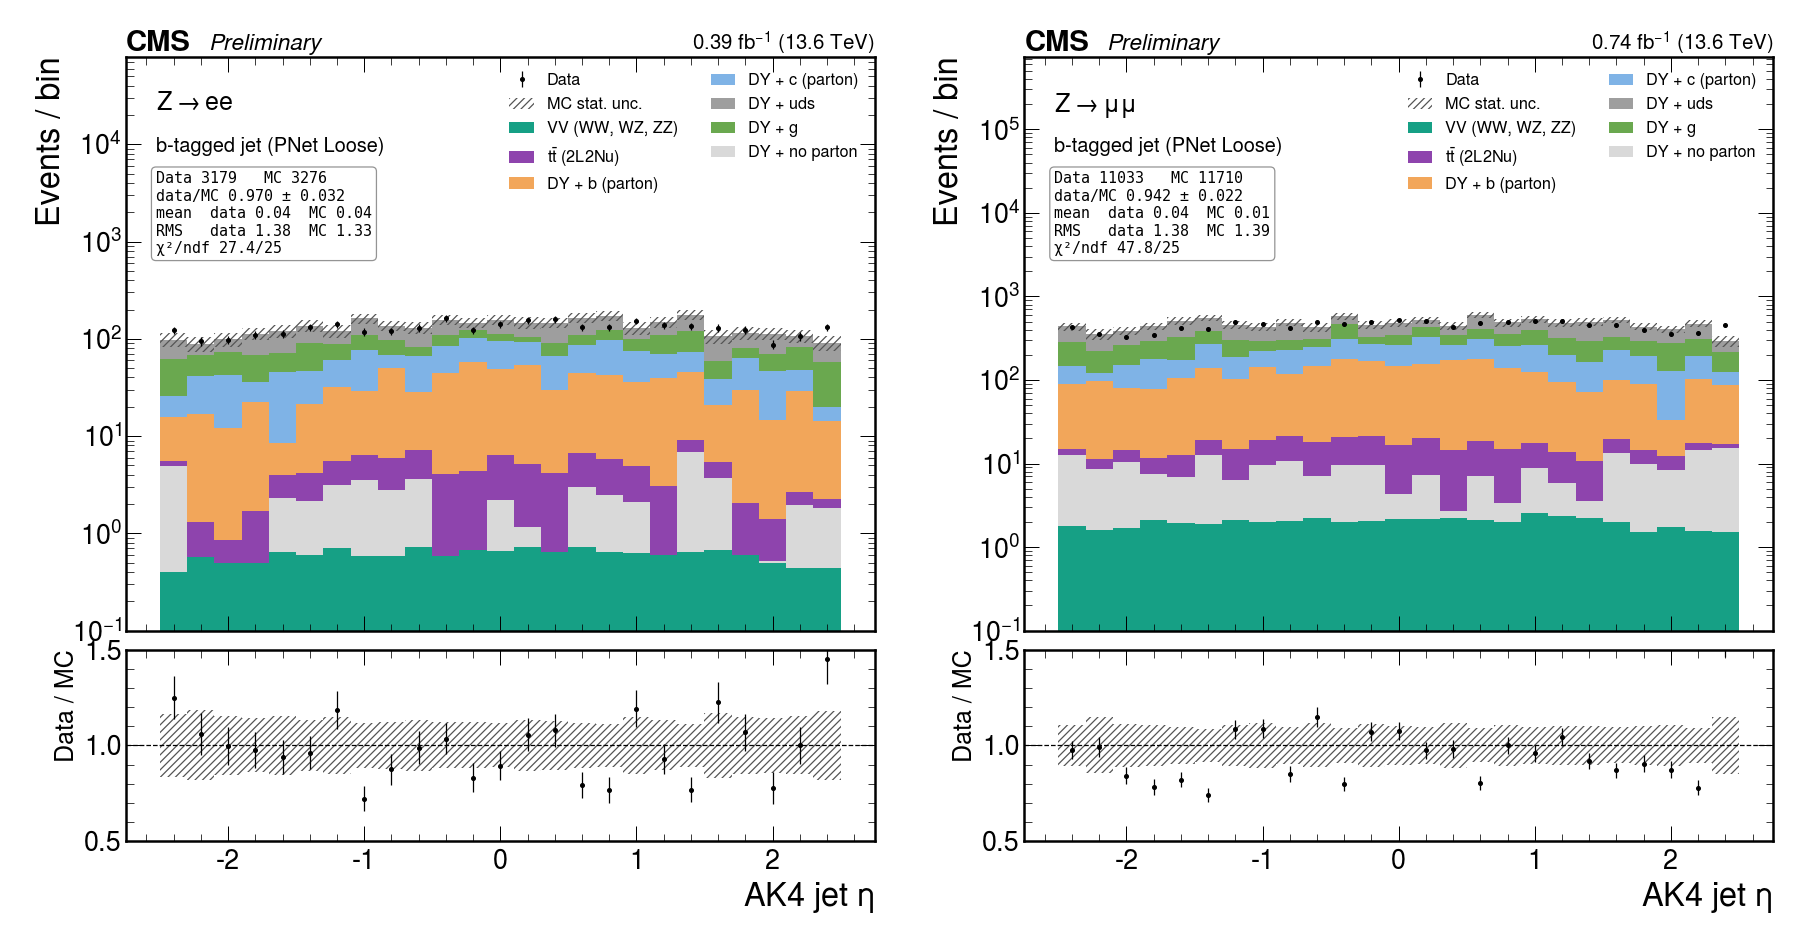 CMS Preliminary 0.39 fb⁻¹ (13.6 TeV)
Events / bin
Z → ee
b-tagged jet (PNet Loose)
Data 3179 MC 3276
data/MC 0.970 ± 0.032
mean data 0.04 MC 0.04
RMS data 1.38 MC 1.33
χ²/ndf 27.4/25
Data
MC stat. unc.
VV (WW, WZ, ZZ)
tt̄ (2L2Nu)
DY + b (parton)
DY + c (parton)
DY + uds
DY + g
DY + no parton
10⁴
10³
10²
10¹
10⁰
10⁻¹
Data / MC
1.5
1.0
0.5
-2 -1 0 1 2
AK4 jet η
CMS Preliminary 0.74 fb⁻¹ (13.6 TeV)
Events / bin
Z → μμ
b-tagged jet (PNet Loose)
Data 11033 MC 11710
data/MC 0.942 ± 0.022
mean data 0.04 MC 0.01
RMS data 1.38 MC 1.39
χ²/ndf 47.8/25
Data
MC stat. unc.
VV (WW, WZ, ZZ)
tt̄ (2L2Nu)
DY + b (parton)
DY + c (parton)
DY + uds
DY + g
DY + no parton
10⁵
10⁴
10³
10²
10¹
10⁰
10⁻¹
Data / MC
1.5
1.0
0.5
-2 -1 0 1 2
AK4 jet η